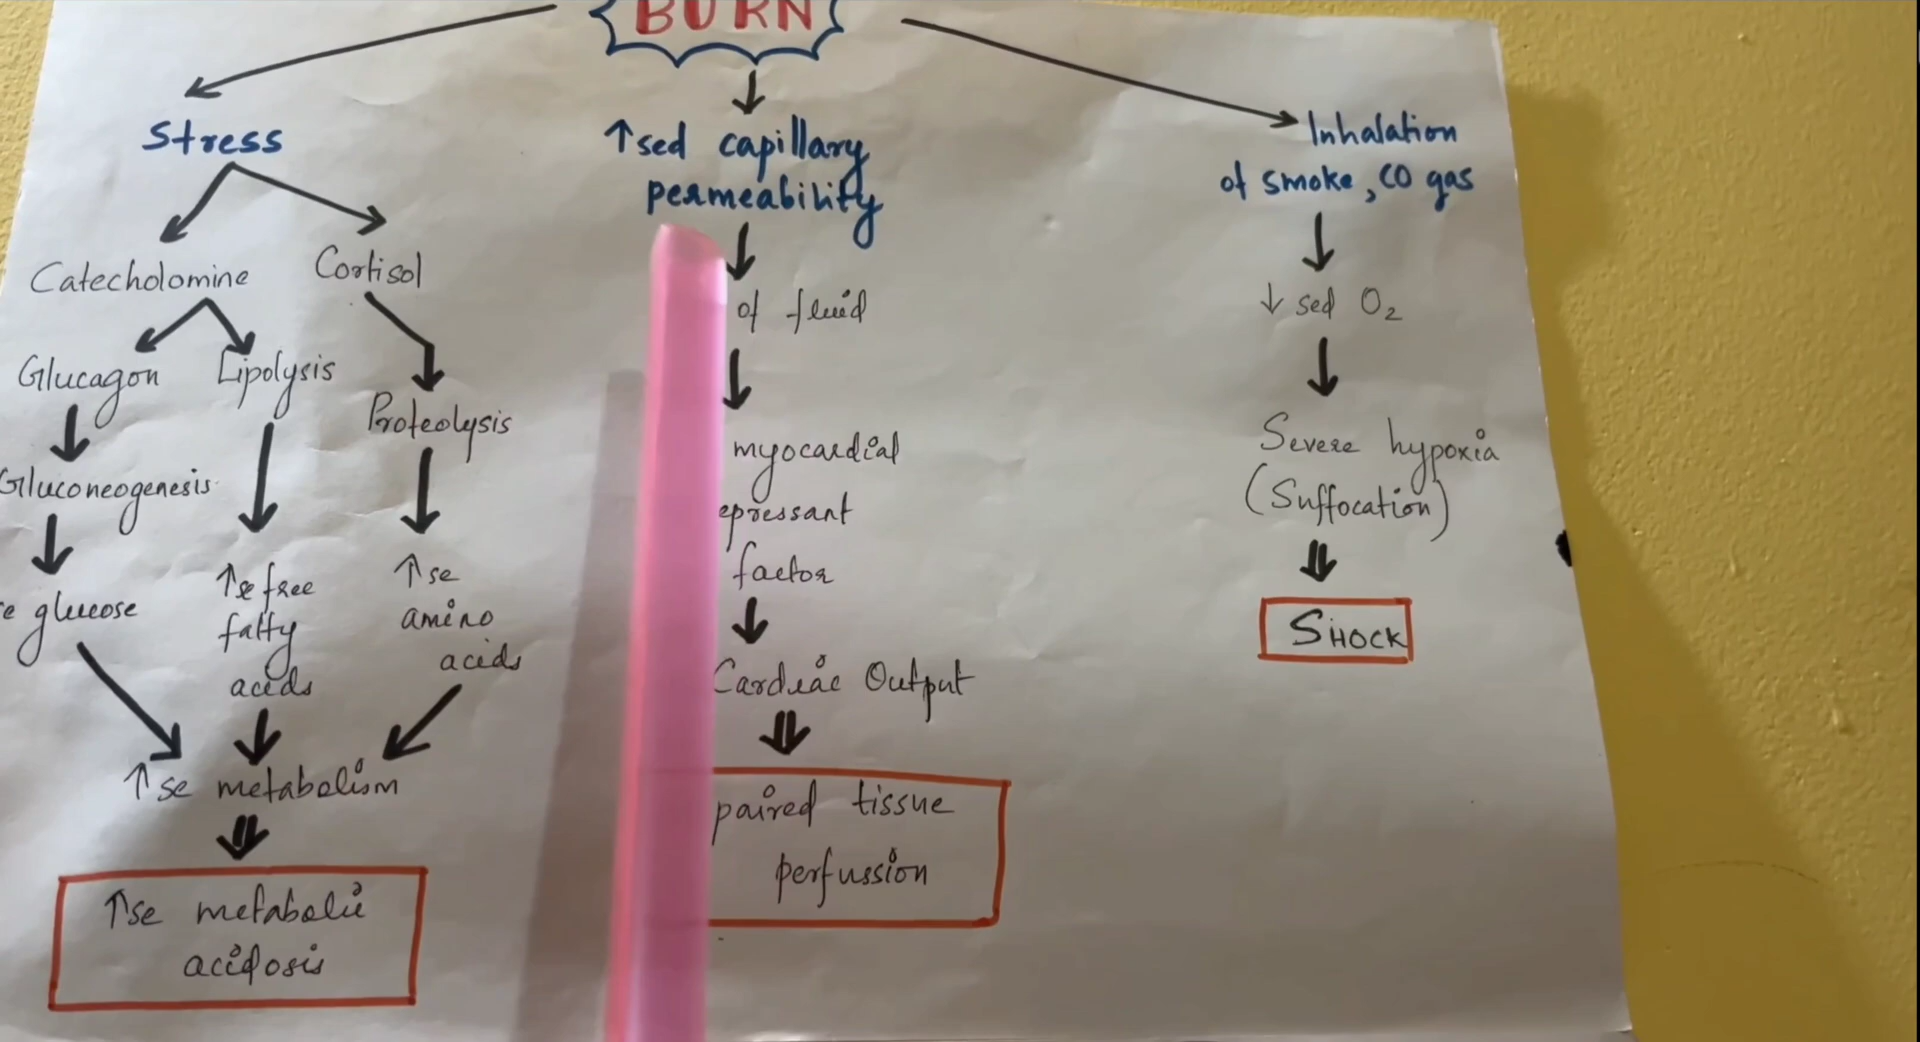 BURN
Stress
Catecholomine
Cortisol
Glucagon
Lipolysis
Proteolysis
Gluconeogenesis
glucose
↑se free
fatty
acids
↑se
amino
acids
↑se metabolism
↑se metabolic
acidosis
↑sed capillary
permeability
of fluid
myocardial
epressant
factor
Cardiac Output
paired tissue
perfussion
Inhalation
of smoke, CO gas
↓ sed O₂
Severe hypoxia
(Suffocation)
SHOCK